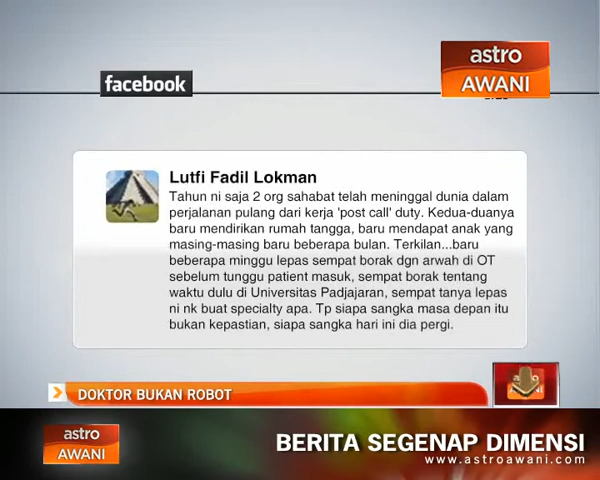 facebook
astro
AWANI
Lutfi Fadil Lokman
Tahun ni saja 2 org sahabat telah meninggal dunia dalam
perjalanan pulang dari kerja 'post call' duty. Kedua-duanya
baru mendirikan rumah tangga, baru mendapat anak yang
masing-masing baru beberapa bulan. Terkilan...baru
beberapa minggu lepas sempat borak dgn arwah di OT
sebelum tunggu patient masuk, sempat borak tentang
waktu dulu di Universitas Padjajaran, sempat tanya lepas
ni nk buat specialty apa. Tp siapa sangka masa depan itu
bukan kepastian, siapa sangka hari ini dia pergi.
DOKTOR BUKAN ROBOT
astro
AWANI
BERITA SEGENAP DIMENSI
www.astroawani.com